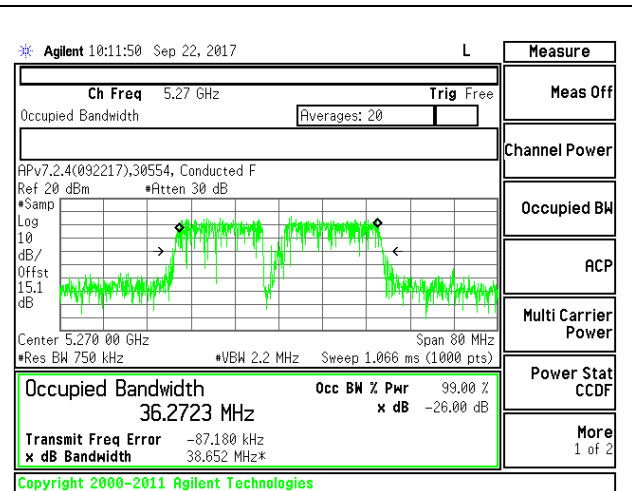 Agilent 10:11:50 Sep 22, 2017 L
Measure
Ch Freq 5.27 GHz Trig Free
Occupied Bandwidth Averages: 20
APv7.2.4(092217),30554, Conducted F
Ref 20 dBm #Atten 30 dB
#Samp
Log
10
dB/
Offst
15.1
dB
Center 5.270 00 GHz Span 80 MHz
#Res BW 750 kHz #VBW 2.2 MHz Sweep 1.066 ms (1000 pts)
Occupied Bandwidth Occ BW % Pwr 99.00 %
36.2723 MHz x dB -26.00 dB
Transmit Freq Error -87.180 kHz
x dB Bandwidth 38.652 MHz*
Copyright 2000-2011 Agilent Technologies
Meas Off
Channel Power
Occupied BW
ACP
Multi Carrier
Power
Power Stat
CCDF
More
1 of 2